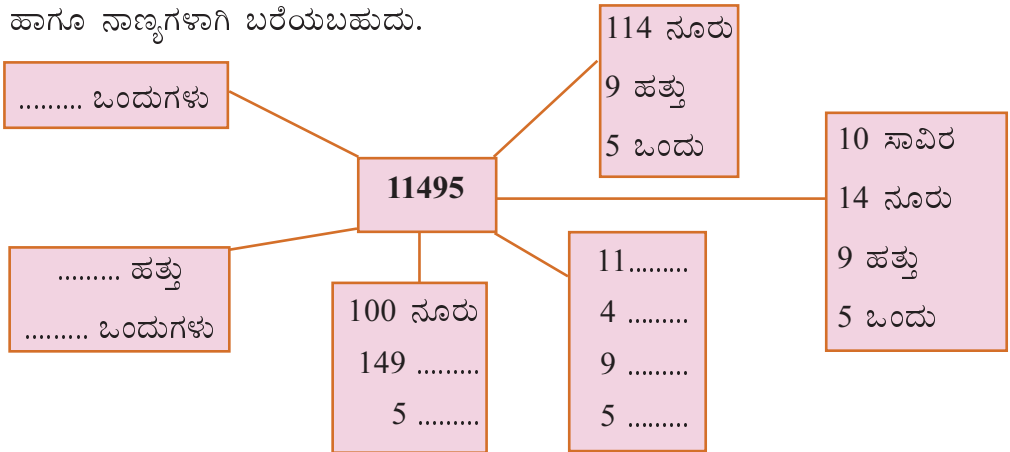 ಹಾಗೂ ನಾಣ್ಯಗಳಾಗಿ ಬರೆಯಬಹುದು.
......... ಒಂದುಗಳು
114 ನೂರು
9 ಹತ್ತು
5 ಒಂದು
11495
10 ಸಾವಿರ
14 ನೂರು
9 ಹತ್ತು
5 ಒಂದು
......... ಹತ್ತು
......... ಒಂದುಗಳು
100 ನೂರು
149 .........
5 .........
11.........
4 .........
9 .........
5 .........